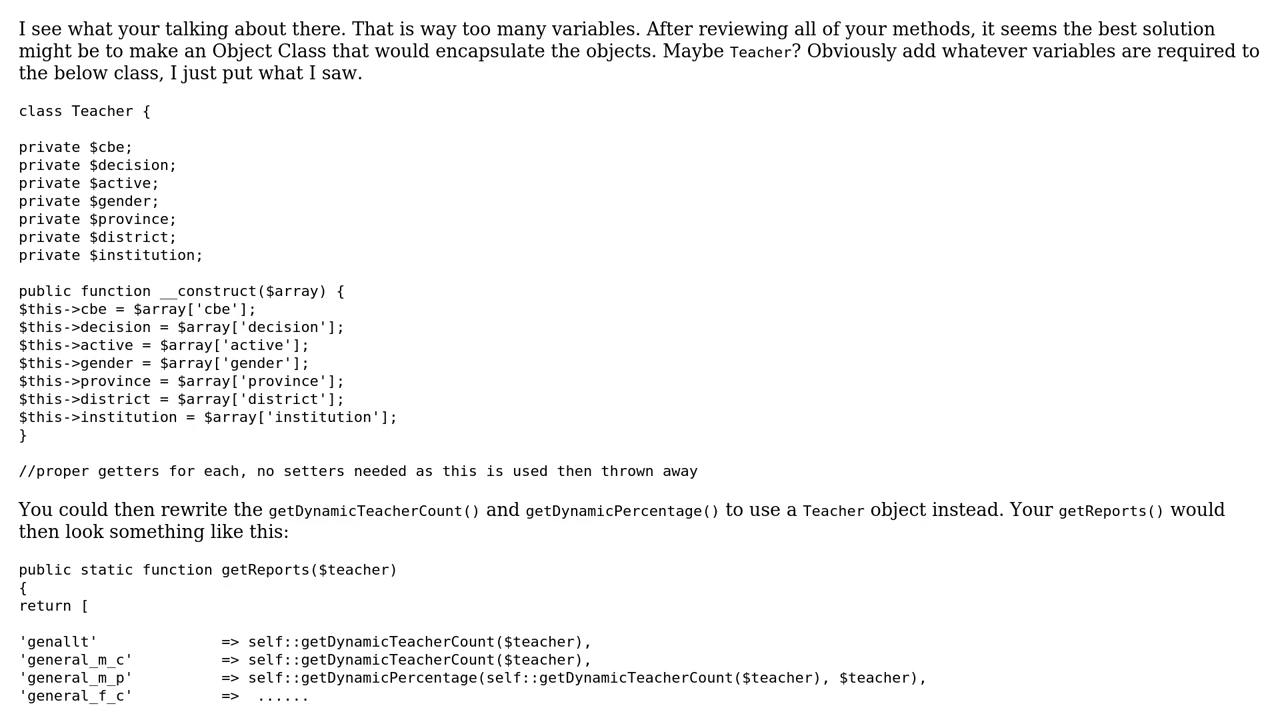 I see what your talking about there. That is way too many variables. After reviewing all of your methods, it seems the best solution
might be to make an Object Class that would encapsulate the objects. Maybe Teacher? Obviously add whatever variables are required to
the below class, I just put what I saw.
class Teacher {
private $cbe;
private $decision;
private $active;
private $gender;
private $province;
private $district;
private $institution;
public function __construct($array) {
$this->cbe = $array['cbe'];
$this->decision = $array['decision'];
$this->active = $array['active'];
$this->gender = $array['gender'];
$this->province = $array['province'];
$this->district = $array['district'];
$this->institution = $array['institution'];
}
//proper getters for each, no setters needed as this is used then thrown away
You could then rewrite the getDynamicTeacherCount() and getDynamicPercentage() to use a Teacher object instead. Your getReports() would
then look something like this:
public static function getReports($teacher)
{
return [
'genallt'              => self::getDynamicTeacherCount($teacher),
'general_m_c'          => self::getDynamicTeacherCount($teacher),
'general_m_p'          => self::getDynamicPercentage(self::getDynamicTeacherCount($teacher), $teacher),
'general_f_c'          =>  ......